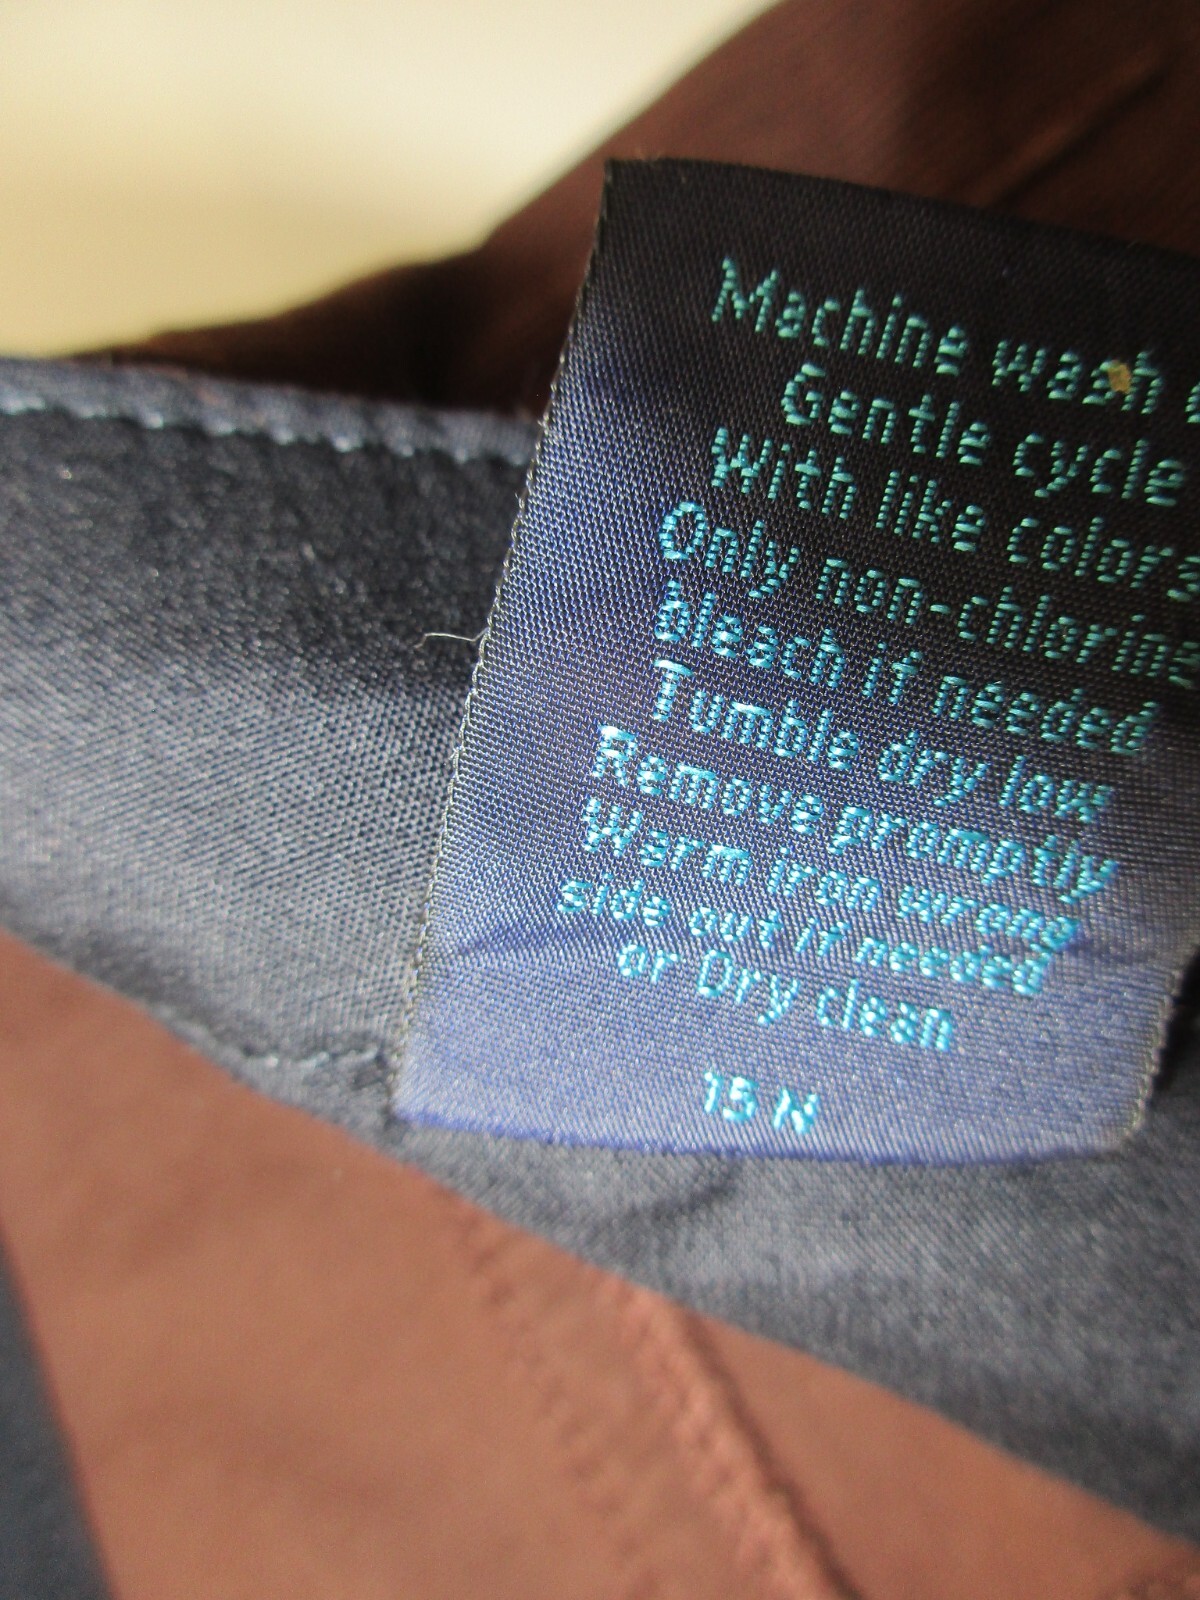 Machine wash
Gentle cycle
With like colors
Only non-chlorine
bleach if needed
Tumble dry low
Remove promptly
Warm iron wrong
side out if needed
or Dry clean
15 N